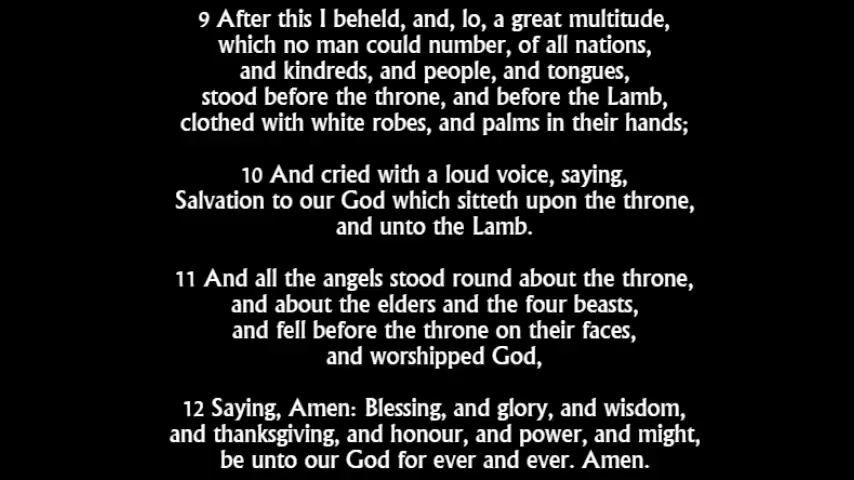 9 After this I beheld, and, lo, a great multitude,
which no man could number, of all nations,
and kindreds, and people, and tongues,
stood before the throne, and before the Lamb,
clothed with white robes, and palms in their hands;
10 And cried with a loud voice, saying,
Salvation to our God which sitteth upon the throne,
and unto the Lamb.
11 And all the angels stood round about the throne,
and about the elders and the four beasts,
and fell before the throne on their faces,
and worshipped God,
12 Saying, Amen: Blessing, and glory, and wisdom,
and thanksgiving, and honour, and power, and might,
be unto our God for ever and ever. Amen.